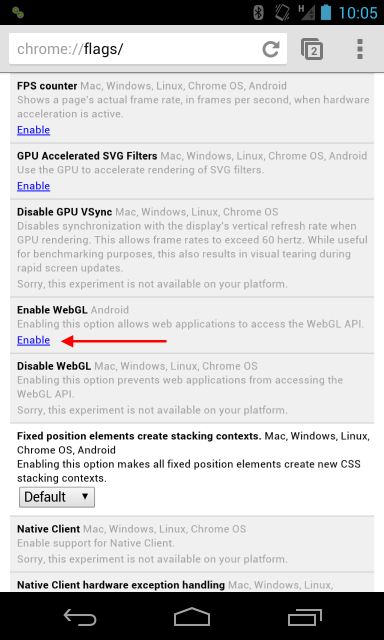 10:05
chrome://flags/
2
FPS counter Mac, Windows, Linux, Chrome OS, Android
Shows a page's actual frame rate, in frames per second, when hardware
acceleration is active.
Enable
GPU Accelerated SVG Filters Mac, Windows, Linux, Chrome OS, Android
Use the GPU to accelerate rendering of SVG filters.
Enable
Disable GPU VSync Mac, Windows, Linux, Chrome OS
Disables synchronization with the display's vertical refresh rate when
GPU rendering. This allows frame rates to exceed 60 hertz. While useful
for benchmarking purposes, this also results in visual tearing during
rapid screen updates.
Sorry, this experiment is not available on your platform.
Enable WebGL Android
Enabling this option allows web applications to access the WebGL API.
Enable
Disable WebGL Mac, Windows, Linux, Chrome OS
Enabling this option prevents web applications from accessing the
WebGL API.
Sorry, this experiment is not available on your platform.
Fixed position elements create stacking contexts. Mac, Windows, Linux,
Chrome OS, Android
Enabling this option makes all fixed position elements create new CSS
stacking contexts.
Default
Native Client Mac, Windows, Linux, Chrome OS
Enable support for Native Client.
Sorry, this experiment is not available on your platform.
Native Client hardware exception handling Mac, Windows, Linux,